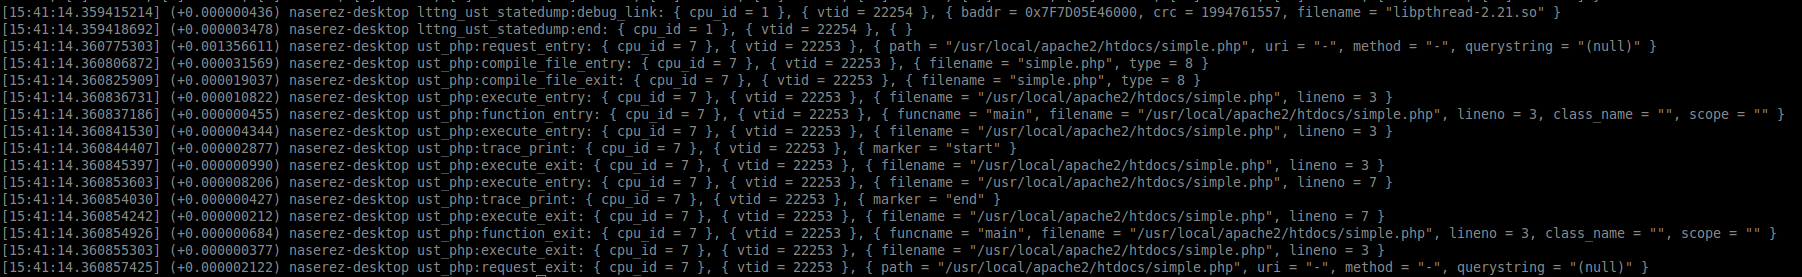 [15:41:14.359415214] (+0.000000436) naserez-desktop lttng_ust_statedump:debug_link: { cpu_id = 1 }, { vtid = 22254 }, { baddr = 0x7F7D05E46000, crc = 1994761557, filename = "libpthread-2.21.so" }
[15:41:14.359418692] (+0.000003478) naserez-desktop lttng_ust_statedump:end: { cpu_id = 1 }, { vtid = 22254 }, { }
[15:41:14.360775303] (+0.001356611) naserez-desktop ust_php:request_entry: { cpu_id = 7 }, { vtid = 22253 }, { path = "/usr/local/apache2/htdocs/simple.php", uri = "-", method = "-", querystring = "(null)" }
[15:41:14.360806872] (+0.000031569) naserez-desktop ust_php:compile_file_entry: { cpu_id = 7 }, { vtid = 22253 }, { filename = "simple.php", type = 8 }
[15:41:14.360825909] (+0.000019037) naserez-desktop ust_php:compile_file_exit: { cpu_id = 7 }, { vtid = 22253 }, { filename = "simple.php", type = 8 }
[15:41:14.360836731] (+0.000010822) naserez-desktop ust_php:execute_entry: { cpu_id = 7 }, { vtid = 22253 }, { filename = "/usr/local/apache2/htdocs/simple.php", lineno = 3 }
[15:41:14.360837186] (+0.000000455) naserez-desktop ust_php:function_entry: { cpu_id = 7 }, { vtid = 22253 }, { funcname = "main", filename = "/usr/local/apache2/htdocs/simple.php", lineno = 3, class_name = "", scope = "" }
[15:41:14.360841530] (+0.000004344) naserez-desktop ust_php:execute_entry: { cpu_id = 7 }, { vtid = 22253 }, { filename = "/usr/local/apache2/htdocs/simple.php", lineno = 3 }
[15:41:14.360844407] (+0.000002877) naserez-desktop ust_php:trace_print: { cpu_id = 7 }, { vtid = 22253 }, { marker = "start" }
[15:41:14.360845397] (+0.000000990) naserez-desktop ust_php:execute_exit: { cpu_id = 7 }, { vtid = 22253 }, { filename = "/usr/local/apache2/htdocs/simple.php", lineno = 3 }
[15:41:14.360853603] (+0.000008206) naserez-desktop ust_php:execute_entry: { cpu_id = 7 }, { vtid = 22253 }, { filename = "/usr/local/apache2/htdocs/simple.php", lineno = 7 }
[15:41:14.360854030] (+0.000000427) naserez-desktop ust_php:trace_print: { cpu_id = 7 }, { vtid = 22253 }, { marker = "end" }
[15:41:14.360854242] (+0.000000212) naserez-desktop ust_php:execute_exit: { cpu_id = 7 }, { vtid = 22253 }, { filename = "/usr/local/apache2/htdocs/simple.php", lineno = 7 }
[15:41:14.360854926] (+0.000000684) naserez-desktop ust_php:function_exit: { cpu_id = 7 }, { vtid = 22253 }, { funcname = "main", filename = "/usr/local/apache2/htdocs/simple.php", lineno = 3, class_name = "", scope = "" }
[15:41:14.360855303] (+0.000000377) naserez-desktop ust_php:execute_exit: { cpu_id = 7 }, { vtid = 22253 }, { filename = "/usr/local/apache2/htdocs/simple.php", lineno = 3 }
[15:41:14.360857425] (+0.000002122) naserez-desktop ust_php:request_exit: { cpu_id = 7 }, { vtid = 22253 }, { path = "/usr/local/apache2/htdocs/simple.php", uri = "-", method = "-", querystring = "(null)" }